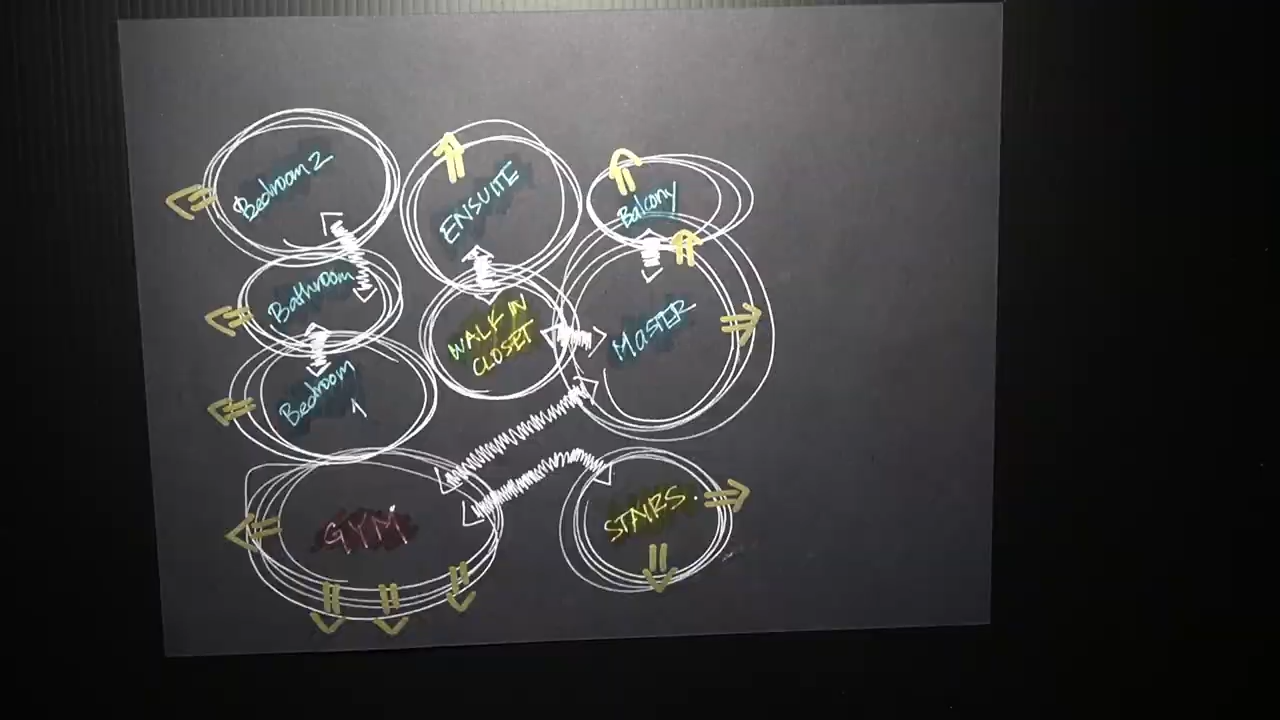 Bedroom 2
ENSUITE
Balcony
Bathroom
WALK IN
CLOSET
MASTER
Bedroom
1
GYM
STAIRS.